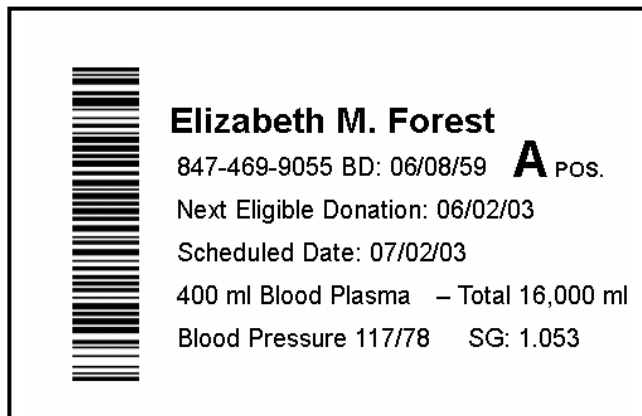 Elizabeth M. Forest
847-469-9055 BD: 06/08/59 A POS.
Next Eligible Donation: 06/02/03
Scheduled Date: 07/02/03
400 ml Blood Plasma – Total 16,000 ml
Blood Pressure 117/78 SG: 1.053